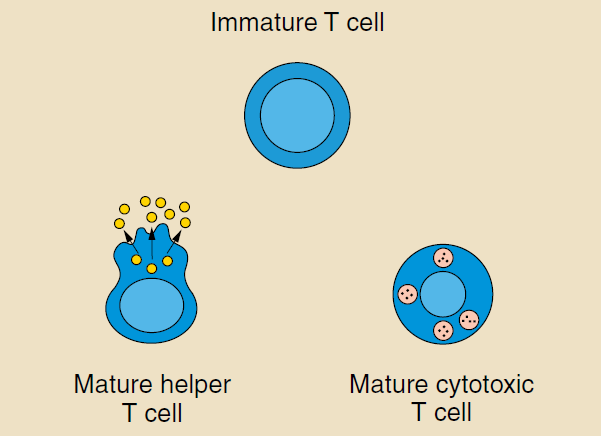 Immature T cell
Mature helper
T cell
Mature cytotoxic
T cell